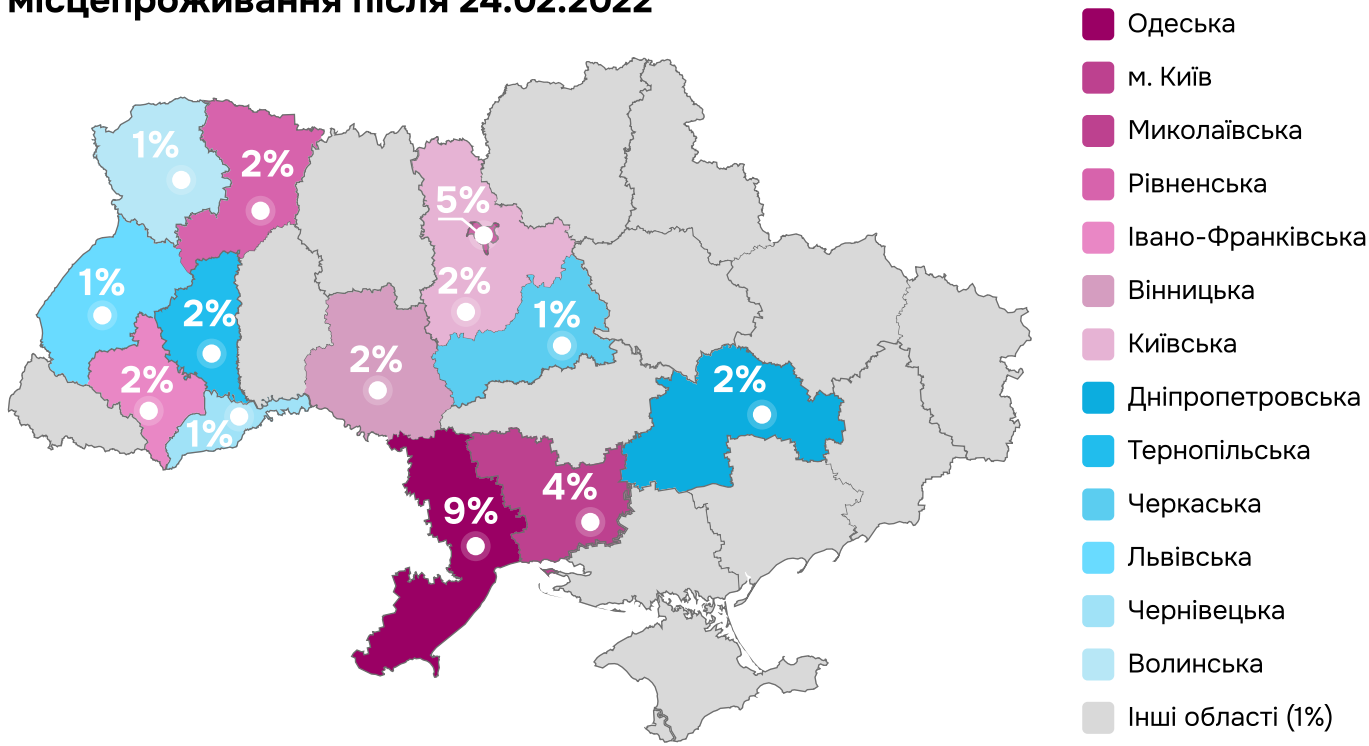 місцепроживання після 24.02.2022
Одеська
м. Київ
Миколаївська
Рівненська
Івано-Франківська
Вінницька
Київська
Дніпропетровська
Тернопільська
Черкаська
Львівська
Чернівецька
Волинська
Інші області (1%)
1%
2%
5%
1%
2%
2%
1%
2%
2%
2%
1%
4%
9%